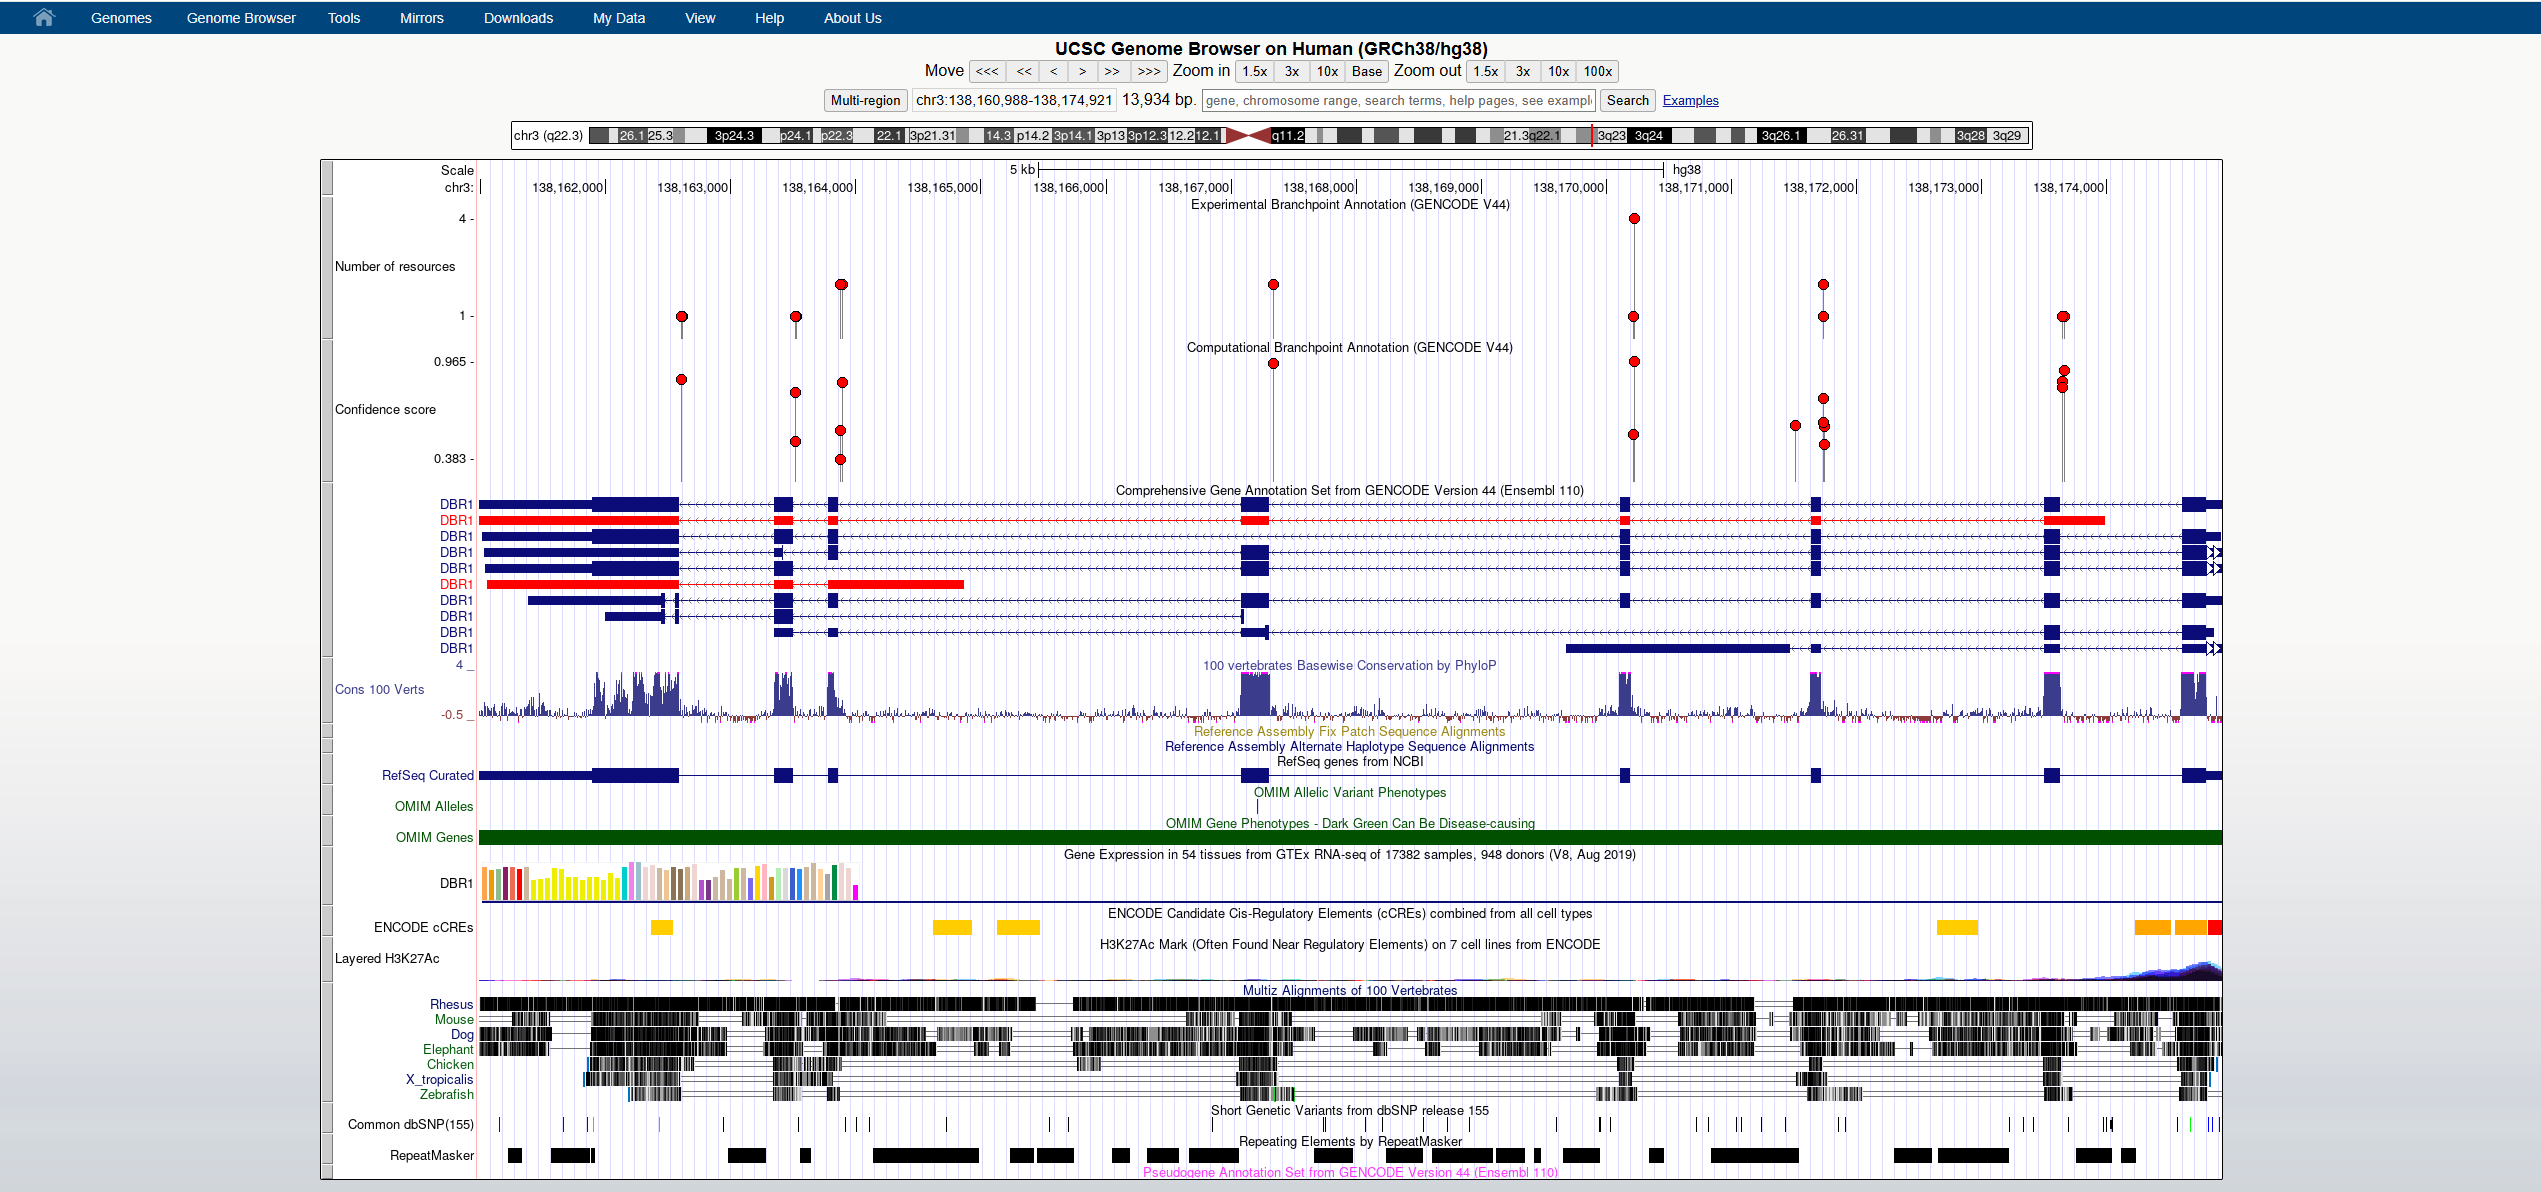 Genomes Genome Browser Tools Mirrors Downloads My Data View Help About Us
UCSC Genome Browser on Human (GRCh38/hg38)
Move <<< << < > >> >>> Zoom in 1.5x 3x 10x Base Zoom out 1.5x 3x 10x 100x
Multi-region chr3:138,160,988-138,174,921 13,934 bp. gene, chromosome range, search terms, help pages, see exampl Search Examples
chr3 (q22.3) 26.1 25.3 3p24.3 p24.1 p22.3 22.1 3p21.31 14.3 p14.2 3p14.1 3p13 3p12.3 12.2 12.1 q11.2 21.3 q22.1 3q23 3q24 3q26.1 26.31 3q28 3q29
Scale 5 kb hg38
chr3: 138,162,000 138,163,000 138,164,000 138,165,000 138,166,000 138,167,000 138,168,000 138,169,000 138,170,000 138,171,000 138,172,000 138,173,000 138,174,000
Experimental Branchpoint Annotation (GENCODE V44)
4 -
Number of resources
1 -
Computational Branchpoint Annotation (GENCODE V44)
0.965 -
Confidence score
0.383 -
Comprehensive Gene Annotation Set from GENCODE Version 44 (Ensembl 110)
DBR1
DBR1
DBR1
DBR1
DBR1
DBR1
DBR1
DBR1
DBR1
DBR1
4 _ 100 vertebrates Basewise Conservation by PhyloP
Cons 100 Verts
-0.5 _
Reference Assembly Fix Patch Sequence Alignments
Reference Assembly Alternate Haplotype Sequence Alignments
RefSeq genes from NCBI
RefSeq Curated
OMIM Allelic Variant Phenotypes
OMIM Alleles
OMIM Gene Phenotypes - Dark Green Can Be Disease-causing
OMIM Genes
Gene Expression in 54 tissues from GTEx RNA-seq of 17382 samples, 948 donors (V8, Aug 2019)
DBR1
ENCODE Candidate Cis-Regulatory Elements (cCREs) combined from all cell types
ENCODE cCREs
H3K27Ac Mark (Often Found Near Regulatory Elements) on 7 cell lines from ENCODE
Layered H3K27Ac
Multiz Alignments of 100 Vertebrates
Rhesus
Mouse
Dog
Elephant
Chicken
X_tropicalis
Zebrafish
Short Genetic Variants from dbSNP release 155
Common dbSNP(155)
Repeating Elements by RepeatMasker
RepeatMasker
Pseudogene Annotation Set from GENCODE Version 44 (Ensembl 110)